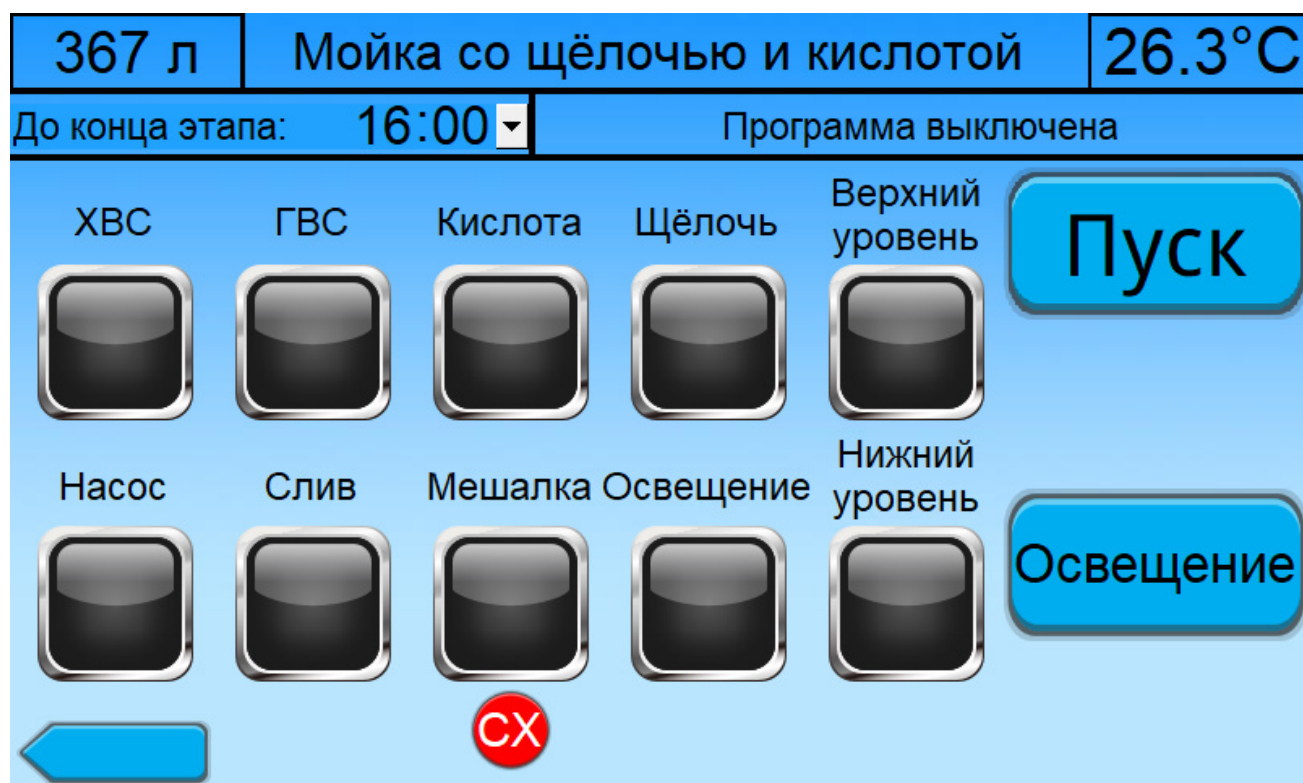 367 л
Мойка со щёлочью и кислотой
26.3°C
До конца этапа:
16:00
Программа выключена
ХВС
ГВС
Кислота
Щёлочь
Верхний
уровень
Пуск
Насос
Слив
Мешалка
Освещение
Нижний
уровень
Освещение
СХ